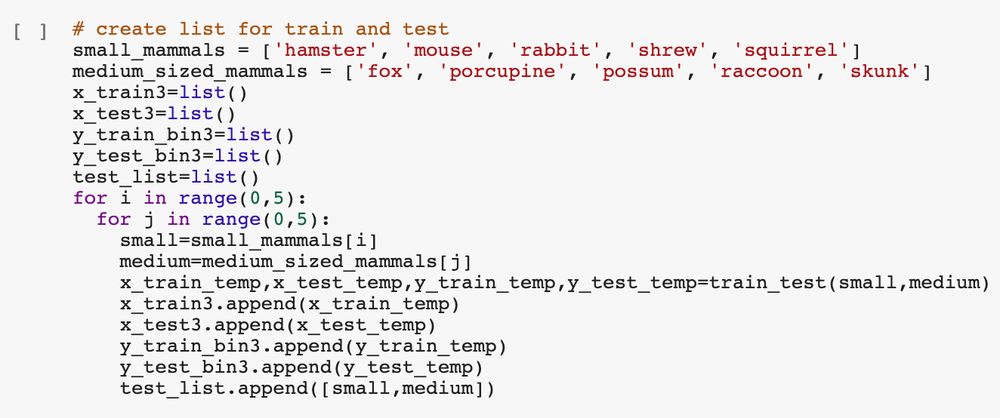 [ ] # create list for train and test
small_mammals = ['hamster', 'mouse', 'rabbit', 'shrew', 'squirrel']
medium_sized_mammals = ['fox', 'porcupine', 'possum', 'raccoon', 'skunk']
x_train3=list()
x_test3=list()
y_train_bin3=list()
y_test_bin3=list()
test_list=list()
for i in range(0,5):
  for j in range(0,5):
    small=small_mammals[i]
    medium=medium_sized_mammals[j]
    x_train_temp,x_test_temp,y_train_temp,y_test_temp=train_test(small,medium)
    x_train3.append(x_train_temp)
    x_test3.append(x_test_temp)
    y_train_bin3.append(y_train_temp)
    y_test_bin3.append(y_test_temp)
    test_list.append([small,medium])